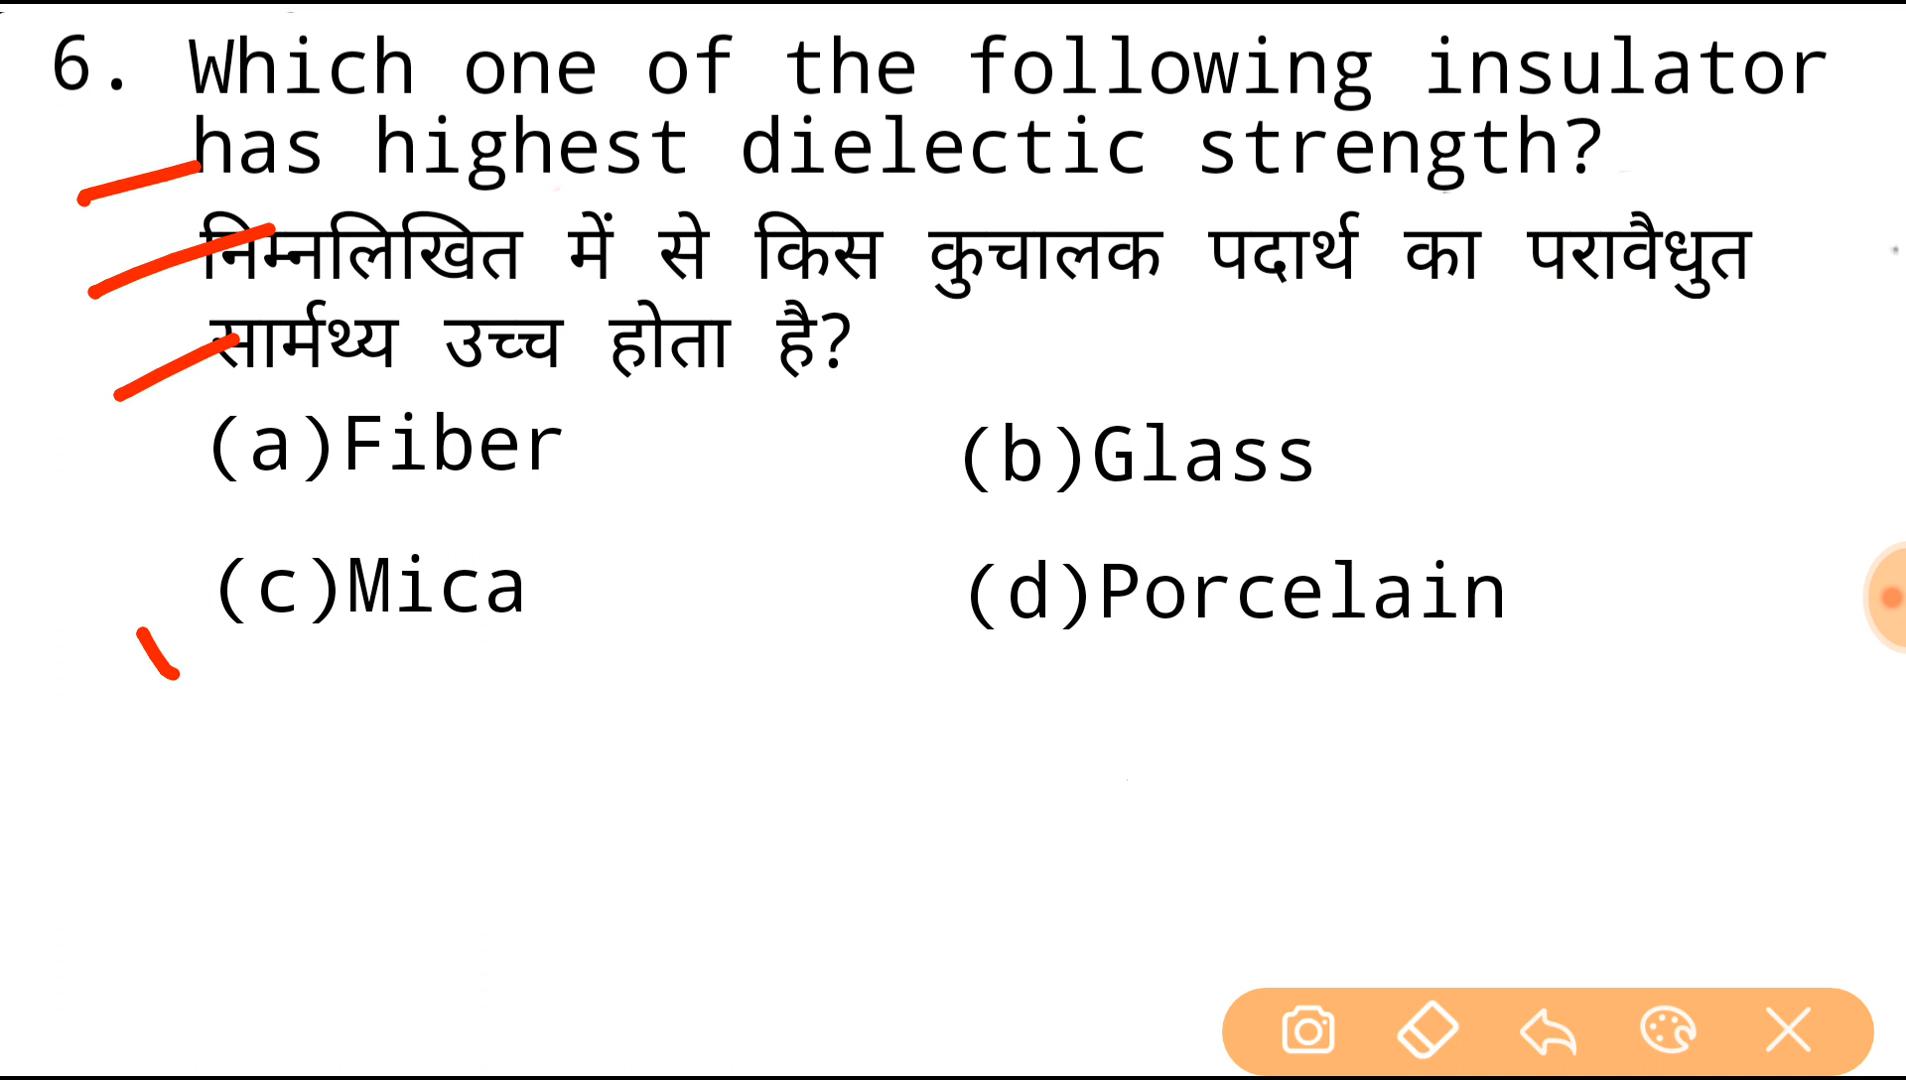 6. Which one of the following insulator
has highest dielectic strength?
निम्नलिखित में से किस कुचालक पदार्थ का परावैधुत
सार्मथ्य उच्च होता है?
(a)Fiber (b)Glass
(c)Mica (d)Porcelain